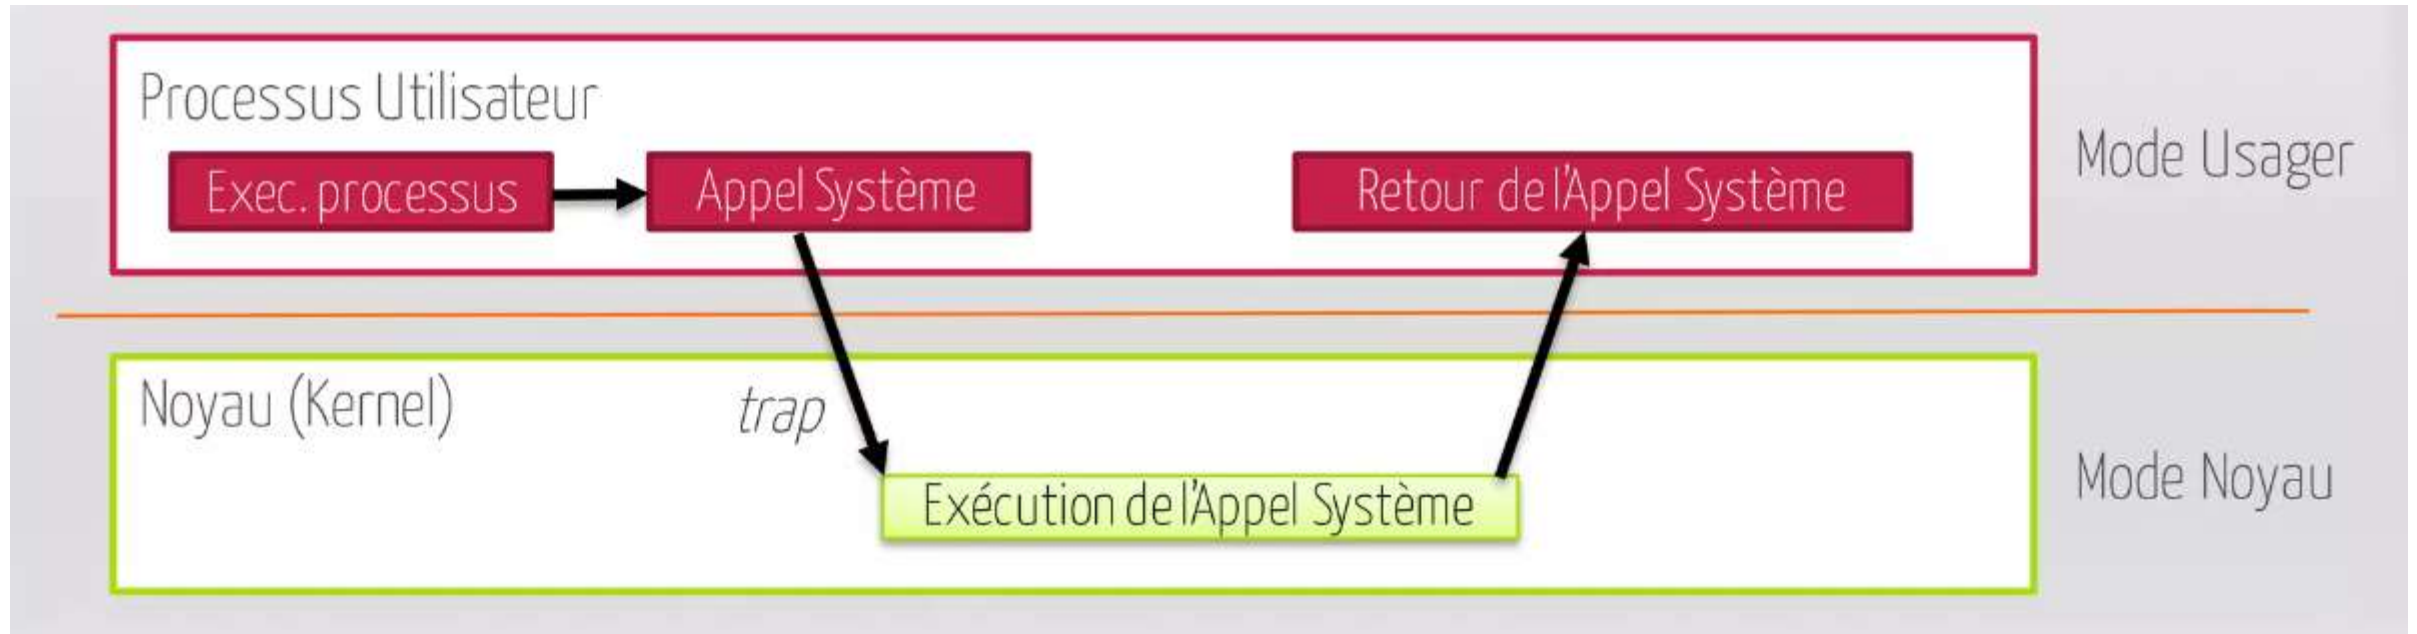 Processus Utilisateur
Exec. processus
Appel Système
Retour de l'Appel Système
Mode Usager
Noyau (Kernel)
trap
Exécution de l'Appel Système
Mode Noyau